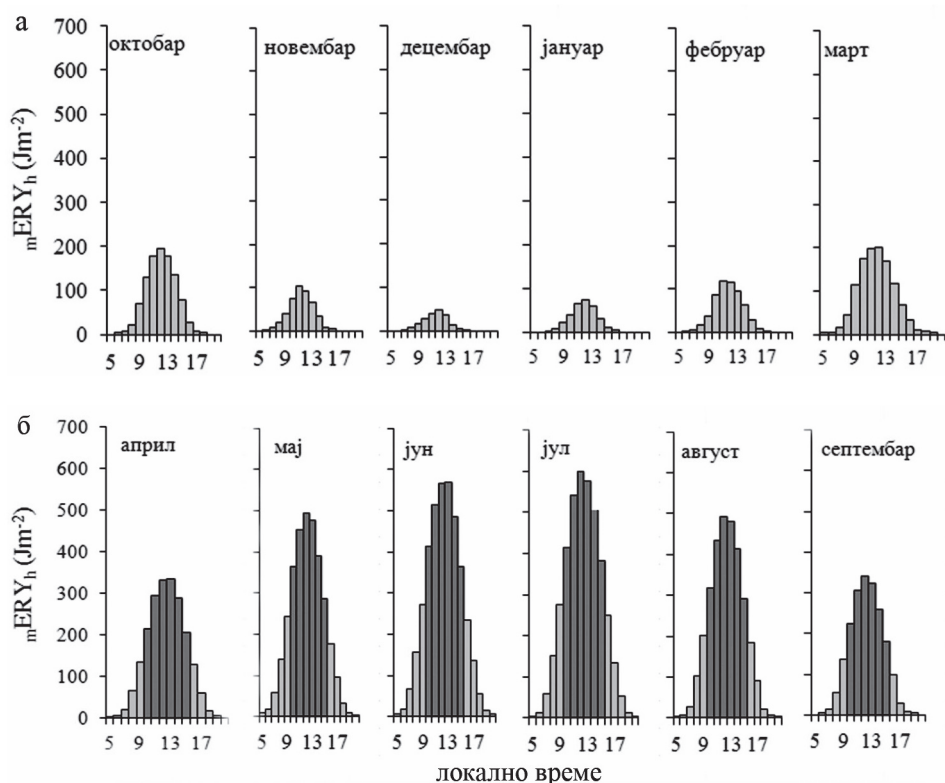 а
октобар новембар децембар јануар фебруар март
mERYh (Jm-2)
700
600
500
400
300
200
100
0
5 9 13 17 5 9 13 17 5 9 13 17 5 9 13 17 5 9 13 17 5 9 13 17
б
април мај јун јул август септембар
mERYh (Jm-2)
700
600
500
400
300
200
100
0
5 9 13 17 5 9 13 17 5 9 13 17 5 9 13 17 5 9 13 17 5 9 13 17
локално време